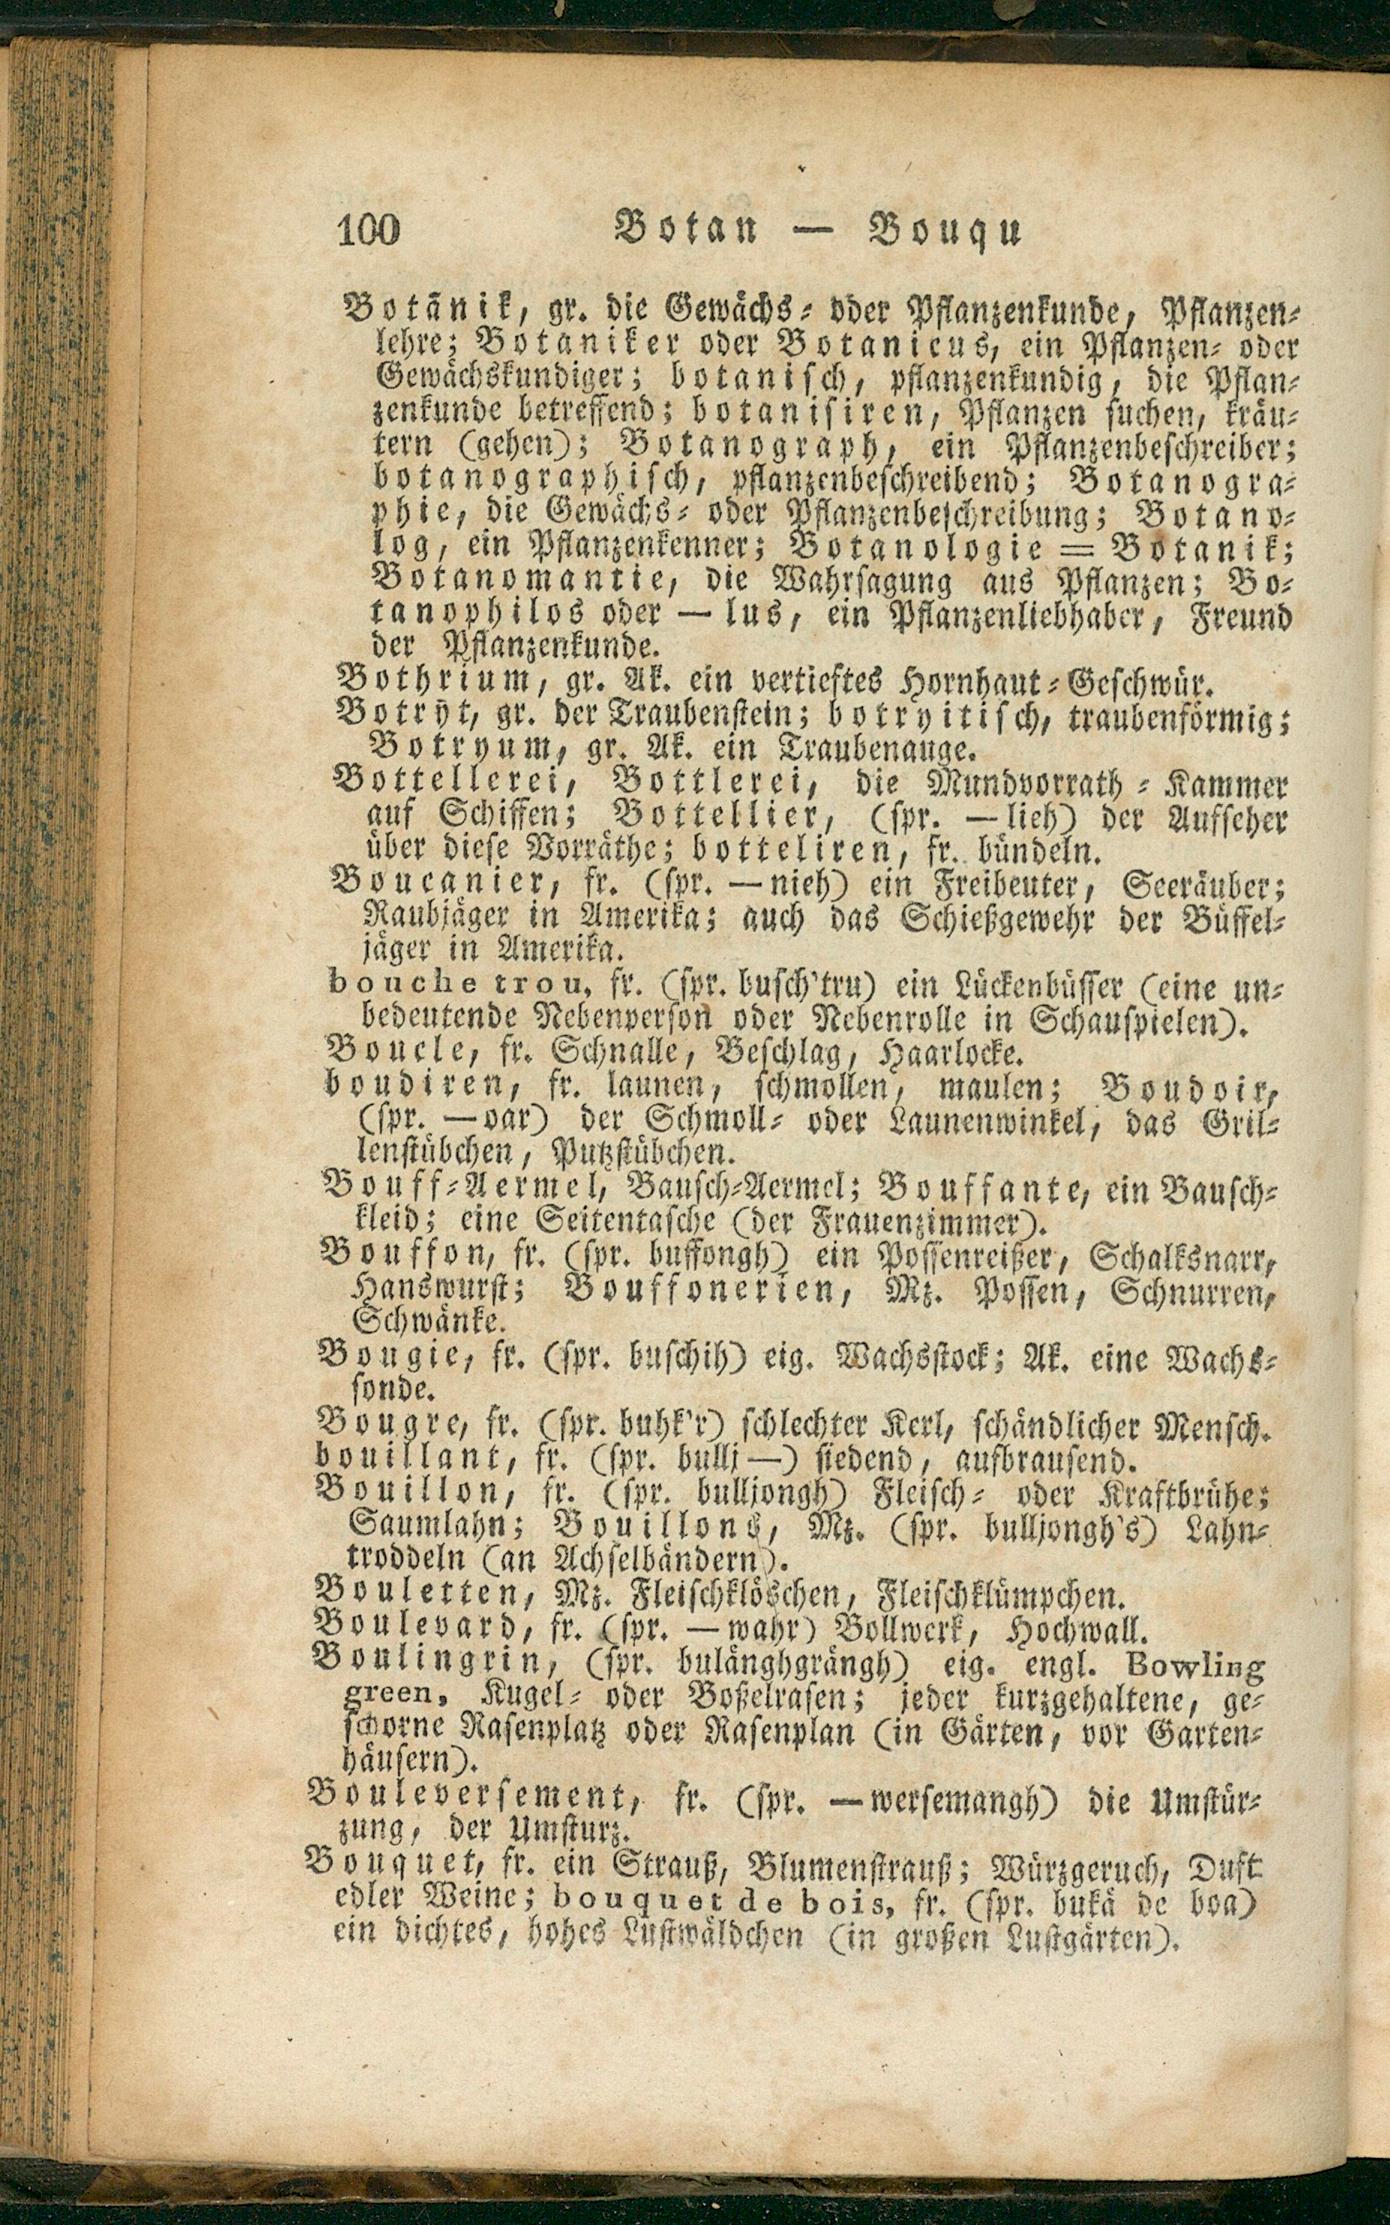 100 Botan — Bouqu
Botānik, gr. die Gewächs- oder Pflanzenkunde, Pflanzen-
lehre; Botaniker oder Botanicus, ein Pflanzen- oder
Gewächskundiger; botanisch, pflanzenkundig, die Pflan-
zenkunde betreffend; botanisiren, Pflanzen suchen, kräu-
tern (gehen); Botanograph, ein Pflanzenbeschreiber;
botanographisch, pflanzenbeschreibend; Botanogra-
phie, die Gewächs- oder Pflanzenbeschreibung; Botano-
log, ein Pflanzenkenner; Botanologie = Botanik;
Botanomantie, die Wahrsagung aus Pflanzen; Bo-
tanophilos oder — lus, ein Pflanzenliebhaber, Freund
der Pflanzenkunde.
Bothrium, gr. Ak. ein vertieftes Hornhaut-Geschwür.
Botrȳt, gr. der Traubenstein; botryitisch, traubenförmig;
Botryum, gr. Ak. ein Traubenauge.
Bottellerei, Bottlerei, die Mundvorrath-Kammer
auf Schiffen; Bottellier, (spr. — lieh) der Aufseher
über diese Vorräthe; botteliren, fr. bündeln.
Boucanier, fr. (spr. — nieh) ein Freibeuter, Seeräuber;
Raubjäger in Amerika; auch das Schießgewehr der Büffel-
jäger in Amerika.
bouche trou, fr. (spr. busch'tru) ein Lückenbüsser (eine un-
bedeutende Nebenperson oder Nebenrolle in Schauspielen).
Boucle, fr. Schnalle, Beschlag, Haarlocke.
boudiren, fr. launen, schmollen, maulen; Boudoir,
(spr. — oar) der Schmoll- oder Launenwinkel, das Gril-
lenstübchen, Putzstübchen.
Bouff-Aermel, Bausch-Aermel; Bouffante, ein Bausch-
kleid; eine Seitentasche (der Frauenzimmer).
Bouffon, fr. (spr. buffongh) ein Possenreißer, Schalksnarr,
Hanswurst; Bouffonerien, Mz. Possen, Schnurren,
Schwänke.
Bougie, fr. (spr. buschih) eig. Wachsstock; Ak. eine Wachs-
sonde.
Bougre, fr. (spr. buhk'r) schlechter Kerl, schändlicher Mensch.
bouillant, fr. (spr. bullj —) siedend, aufbrausend.
Bouillon, fr. (spr. bulljongh) Fleisch- oder Kraftbrühe;
Saumlahn; Bouillons, Mz. (spr. bulljongh's) Lahn-
troddeln (an Achselbändern).
Bouletten, Mz. Fleischklöschen, Fleischklümpchen.
Boulevard, fr. (spr. — wahr) Bollwerk, Hochwall.
Boulingrin, (spr. bulänghgrängh) eig. engl. Bowling
green, Kugel- oder Boßelrasen; jeder kurzgehaltene, ge-
schorne Rasenplatz oder Rasenplan (in Gärten, vor Garten-
häusern).
Bouleversement, fr. (spr. — wersemangh) die Umstür-
zung, der Umsturz.
Bouquet, fr. ein Strauß, Blumenstrauß; Würzgeruch, Duft
edler Weine; bouquet de bois, fr. (spr. bukä de boa)
ein dichtes, hohes Lustwäldchen (in großen Lustgärten).